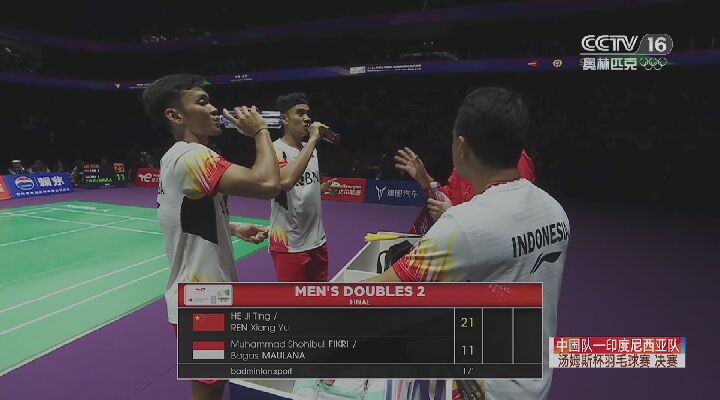 CCTV 16
奥林匹克
INDONESIA
MEN'S DOUBLES 2
FINAL
HE Ji Ting /
REN Xiang Yu
21
Muhammad Shohibul FIKRI /
Bagas MAULANA
11
badminton.sport
17'
中国队—印度尼西亚队
汤姆斯杯羽毛球赛 决赛